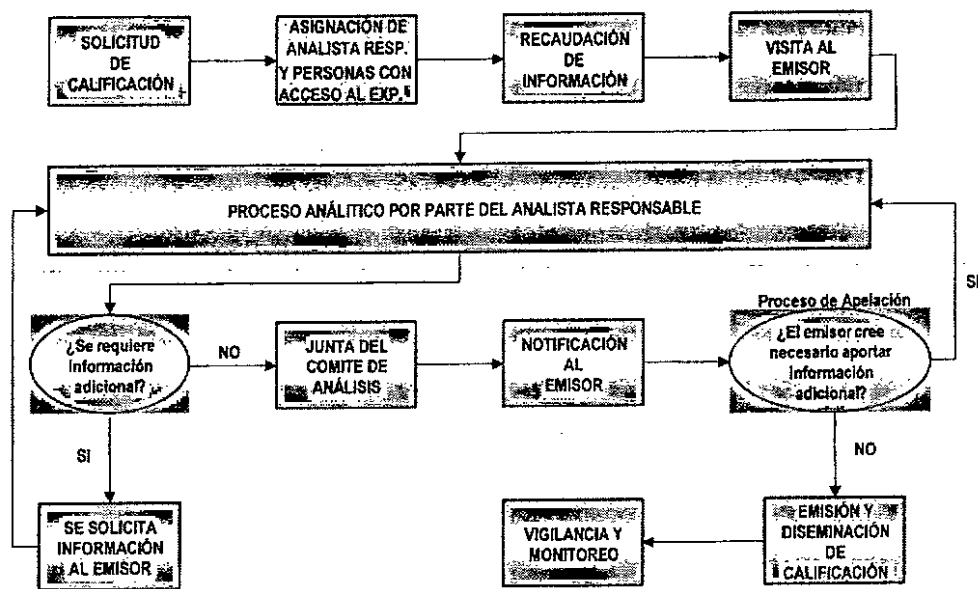 SOLICITUD
DE
CALIFICACIÓN
ASIGNACIÓN DE
ANALISTA RESP.
Y PERSONAS CON
ACCESO AL EXP.
RECAUDACIÓN
DE
INFORMACIÓN
VISITA AL
EMISOR
PROCESO ANÁLITICO POR PARTE DEL ANALISTA RESPONSABLE
¿Se requiere
información
adicional?
NO
JUNTA DEL
COMITE DE
ANÁLISIS
NOTIFICACIÓN
AL
EMISOR
Proceso de Apelación
¿El emisor cree
necesario aportar
información
adicional?
SI
SI
NO
SE SOLICITA
INFORMACIÓN
AL EMISOR
VIGILANCIA Y
MONITOREO
EMISIÓN Y
DISEMINACIÓN
DE
CALIFICACIÓN